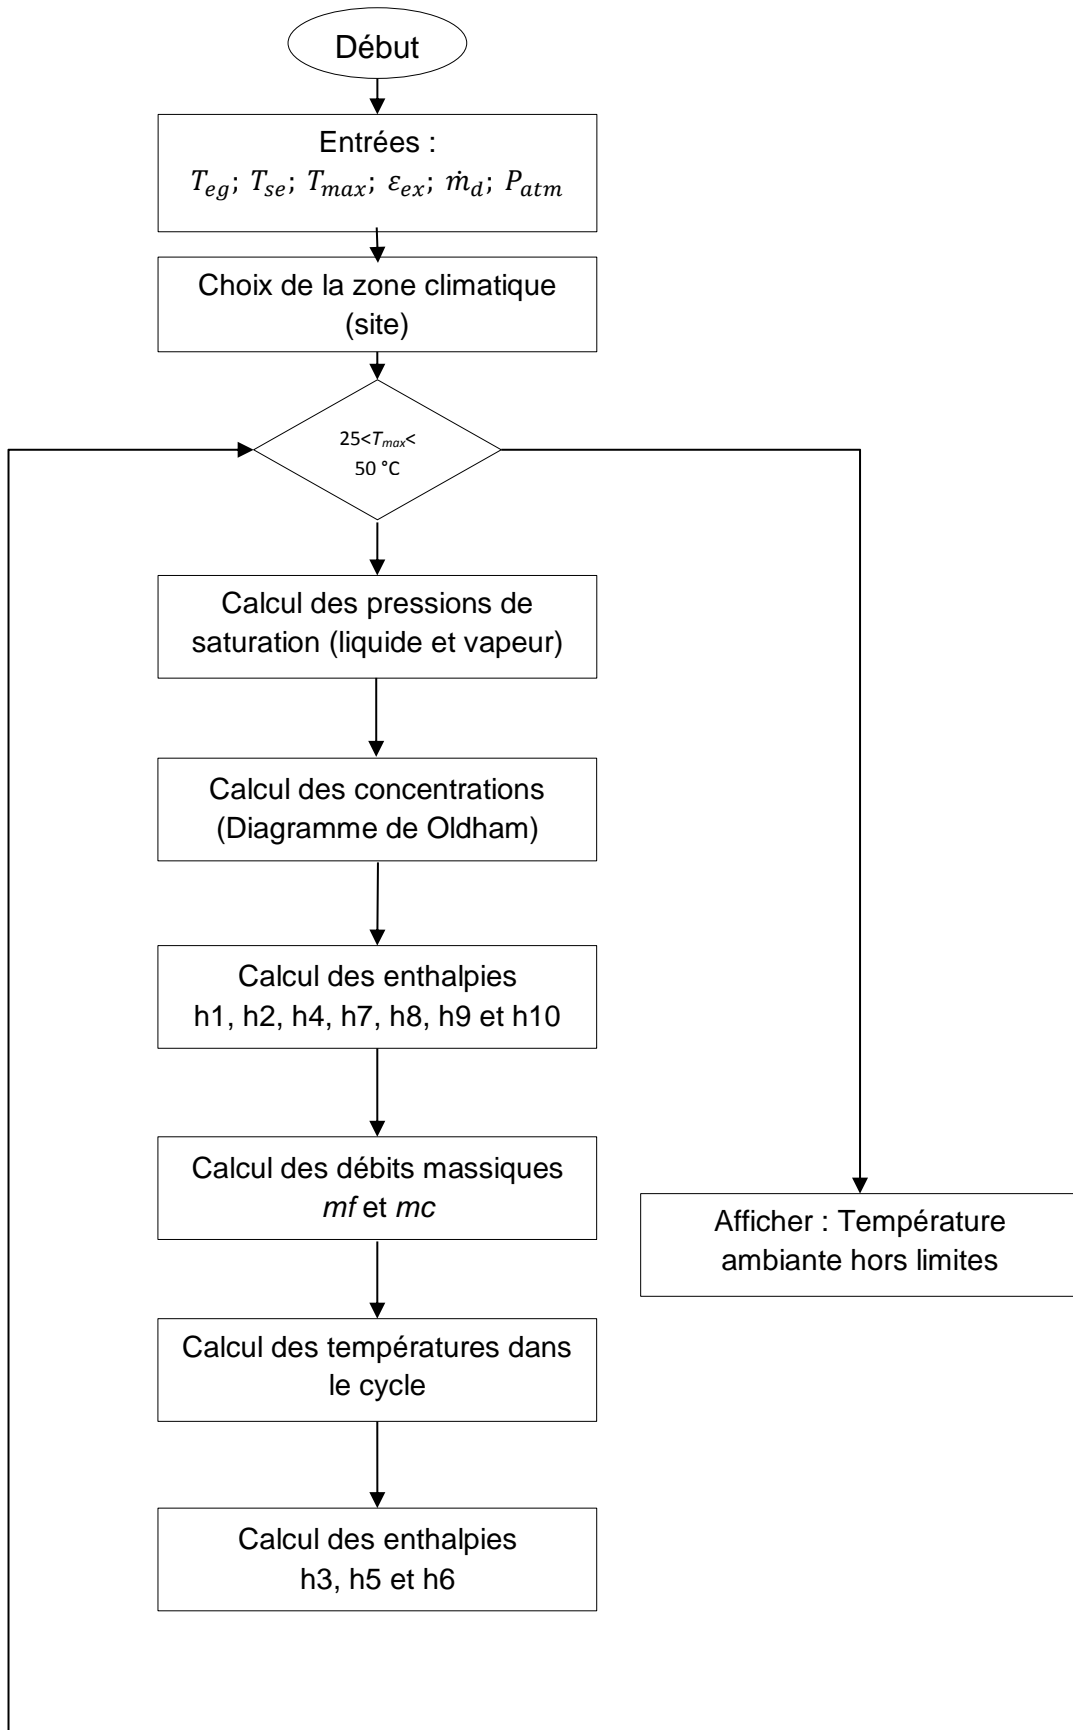 Début
Entrées :
T_eg; T_se; T_max; ε_ex; ṁ_d; P_atm
Choix de la zone climatique
(site)
25<T_max<
50 °C
Calcul des pressions de
saturation (liquide et vapeur)
Calcul des concentrations
(Diagramme de Oldham)
Calcul des enthalpies
h1, h2, h4, h7, h8, h9 et h10
Calcul des débits massiques
mf et mc
Afficher : Température
ambiante hors limites
Calcul des températures dans
le cycle
Calcul des enthalpies
h3, h5 et h6